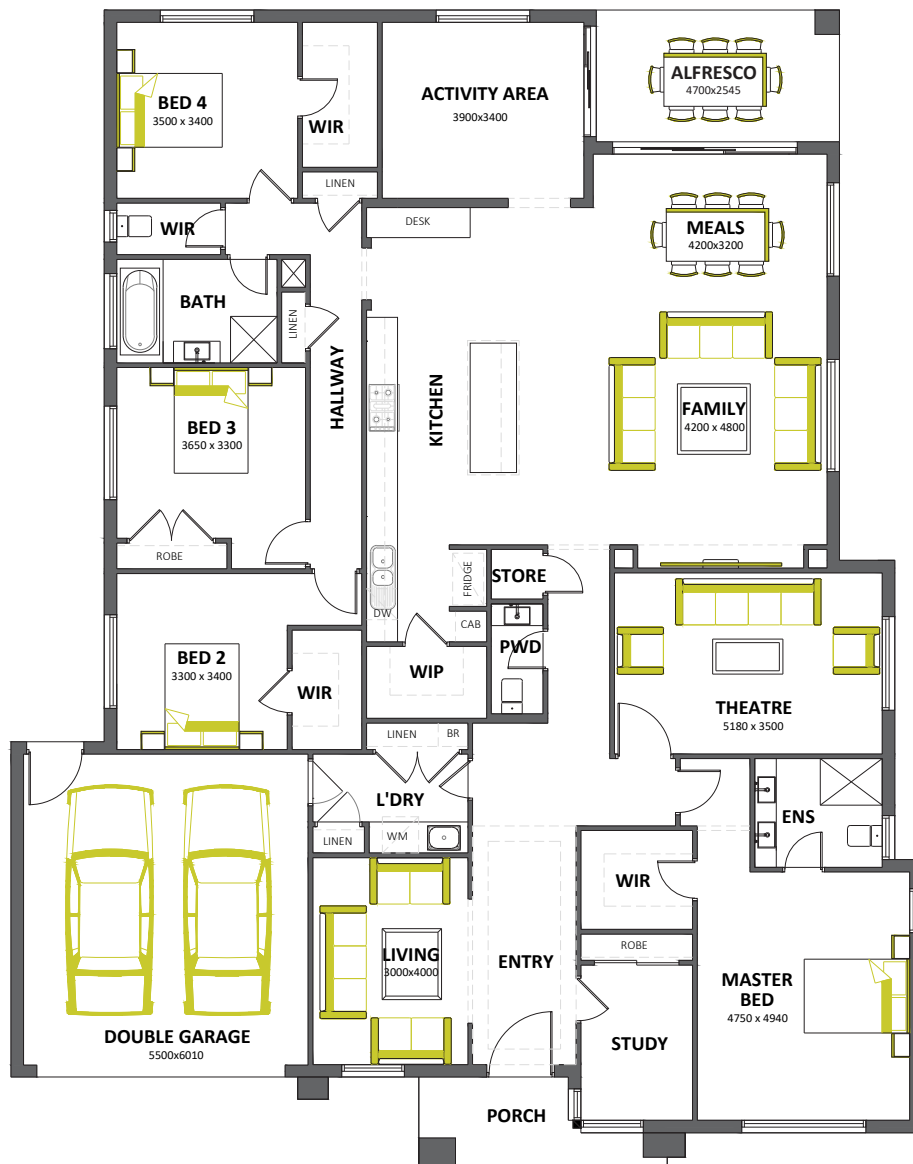 BED 4
3500 x 3400
WIR
ACTIVITY AREA
3900x3400
ALFRESCO
4700x2545
LINEN
WIR
DESK
MEALS
4200x3200
BATH
LINEN
HALLWAY
KITCHEN
FAMILY
4200 x 4800
BED 3
3650 x 3300
ROBE
FRIDGE
STORE
DW
CAB
PWD
BED 2
3300 x 3400
WIR
WIP
THEATRE
5180 x 3500
LINEN
BR
L'DRY
LINEN
WM
ENS
WIR
LIVING
3000x4000
ENTRY
ROBE
MASTER
BED
4750 x 4940
DOUBLE GARAGE
5500x6010
STUDY
PORCH